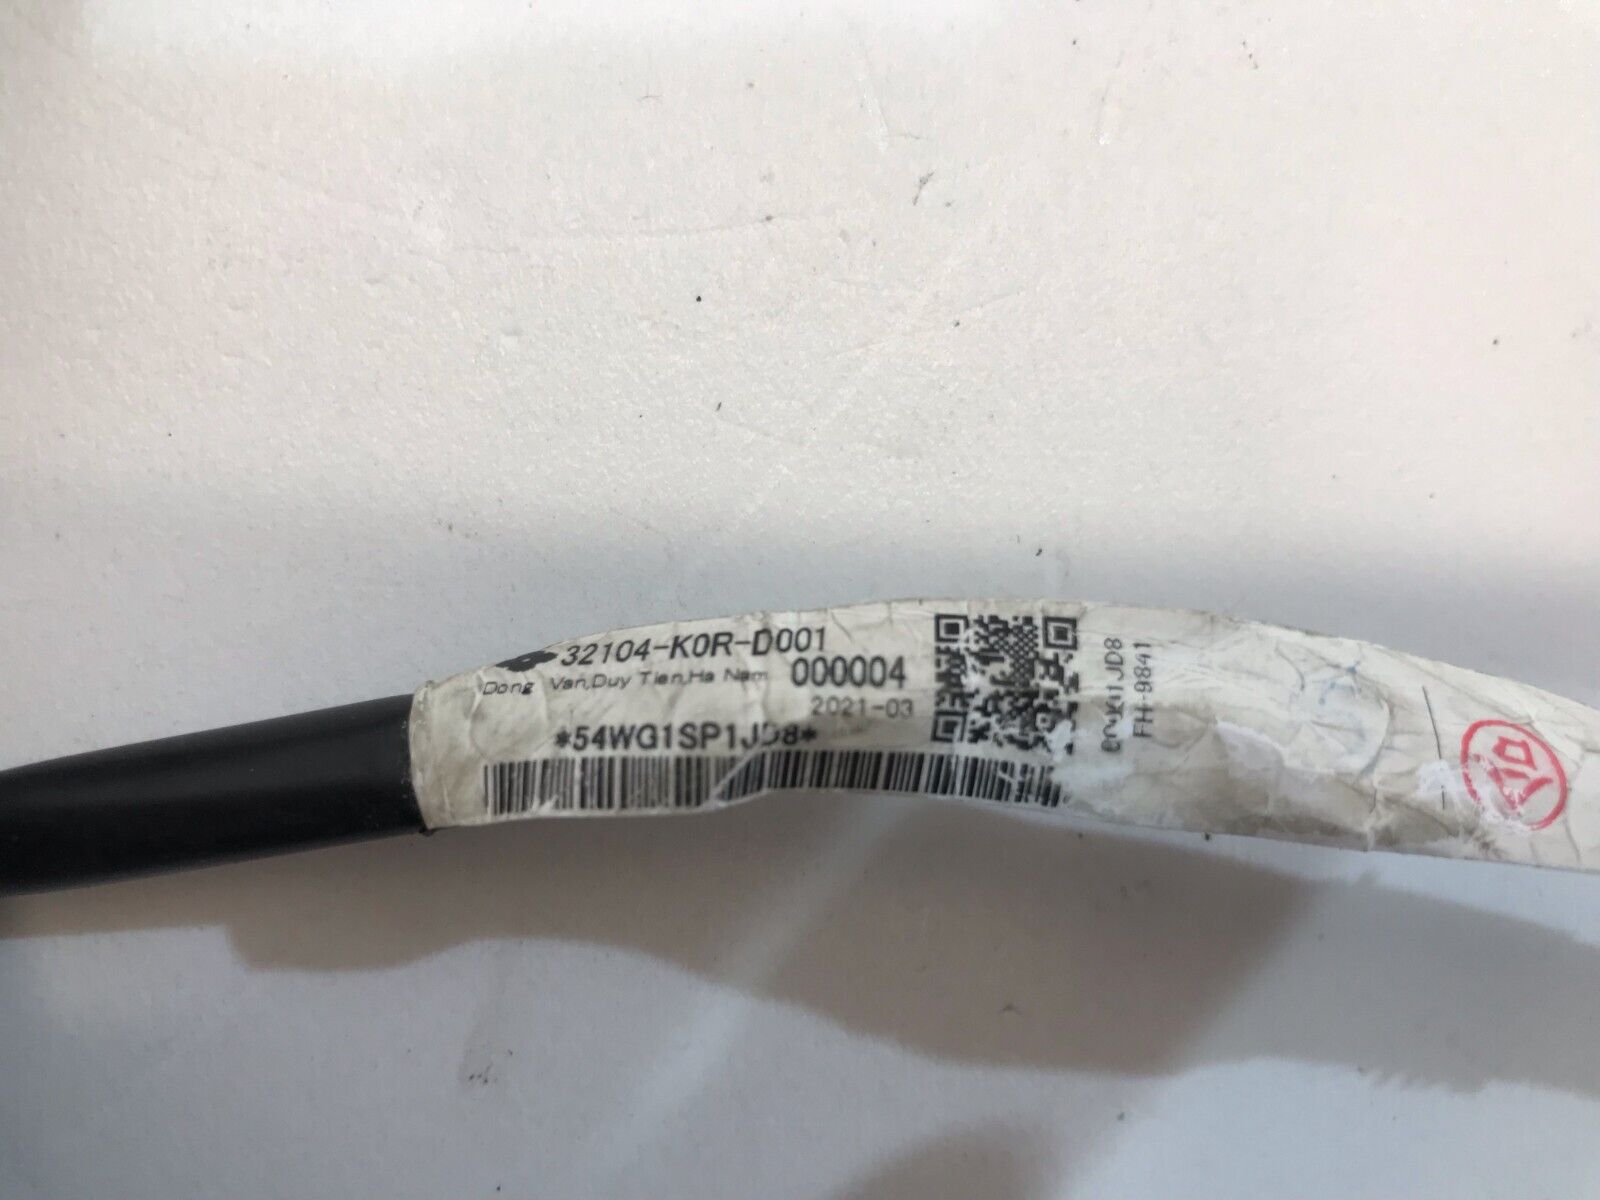 32104-K0R-D001
Dong Van,Duy Tien,Ha Nam 000004
2021-03
*54WG1SP1JD8*
FH-9841